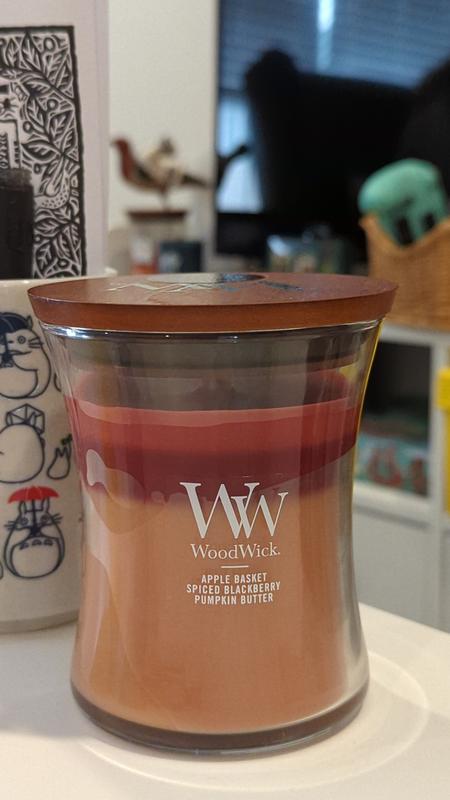 WW
WoodWick.
APPLE BASKET
SPICED BLACKBERRY
PUMPKIN BUTTER